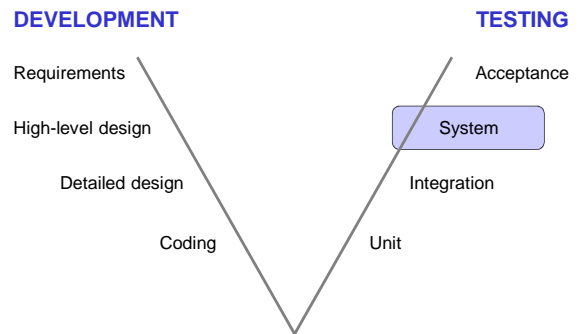 DEVELOPMENT
TESTING
Requirements
Acceptance
High-level design
System
Detailed design
Integration
Coding
Unit